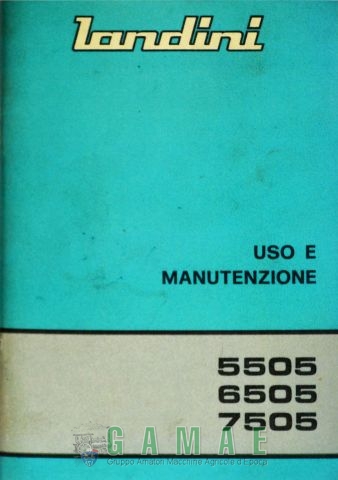 Landini
USO E
MANUTENZIONE
5505
6505
7505
GAMAE
Gruppo Amatori Macchine Agricole d'Epoca